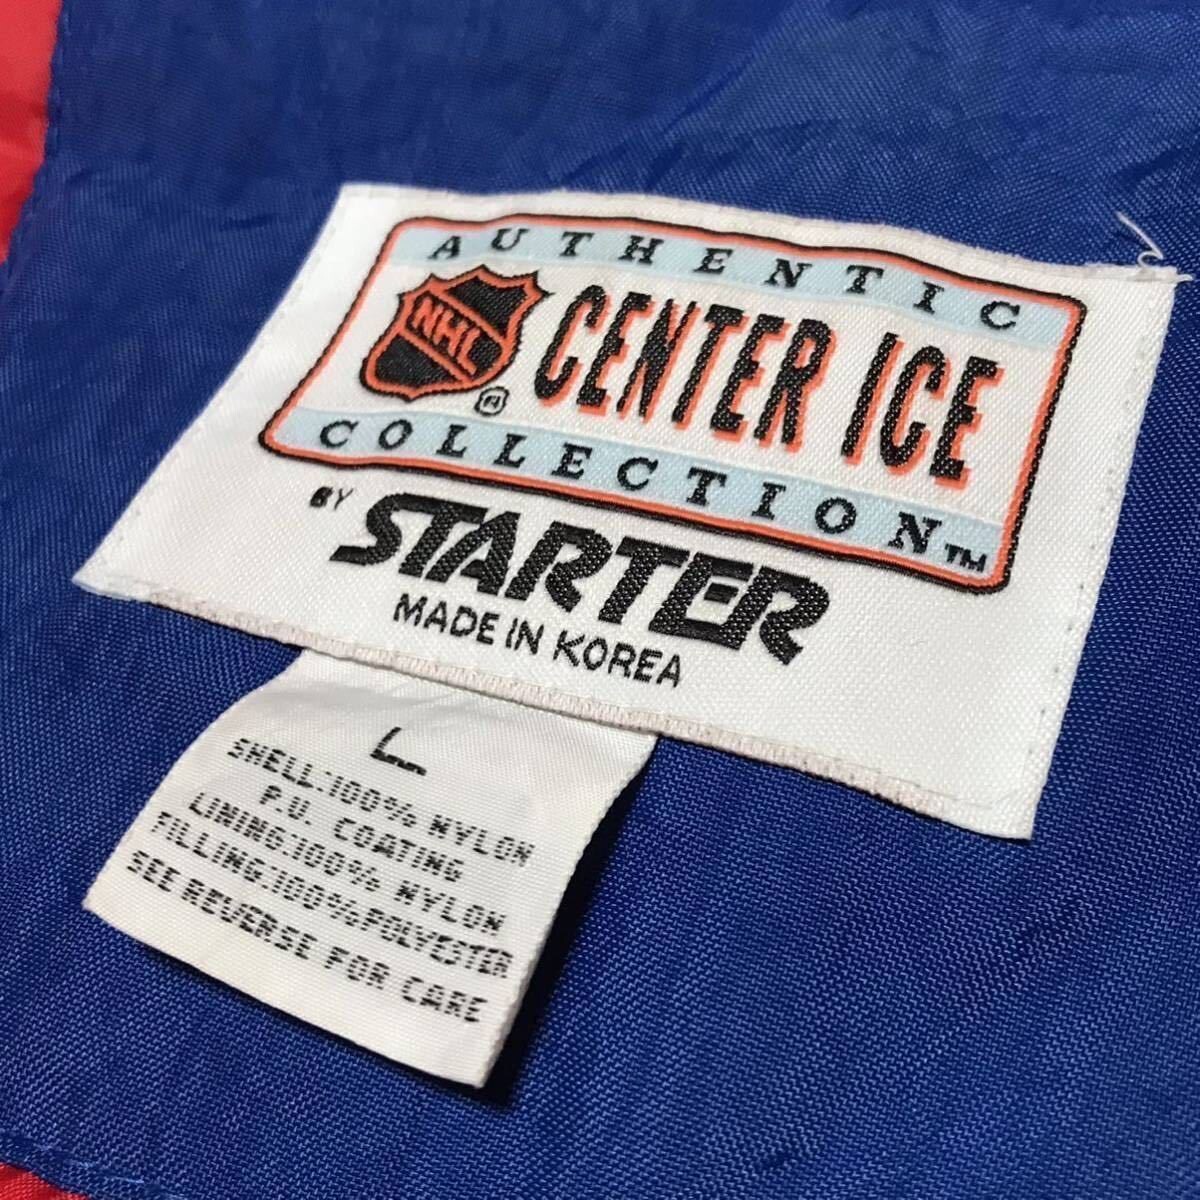 AUTHENTIC
NHL
®
CENTER ICE
COLLECTION™
BY STARTER
MADE IN KOREA
L
SHELL:100% NYLON
P.U. COATING
LINING:100% NYLON
FILLING:100%POLYESTER
SEE REVERSE FOR CARE